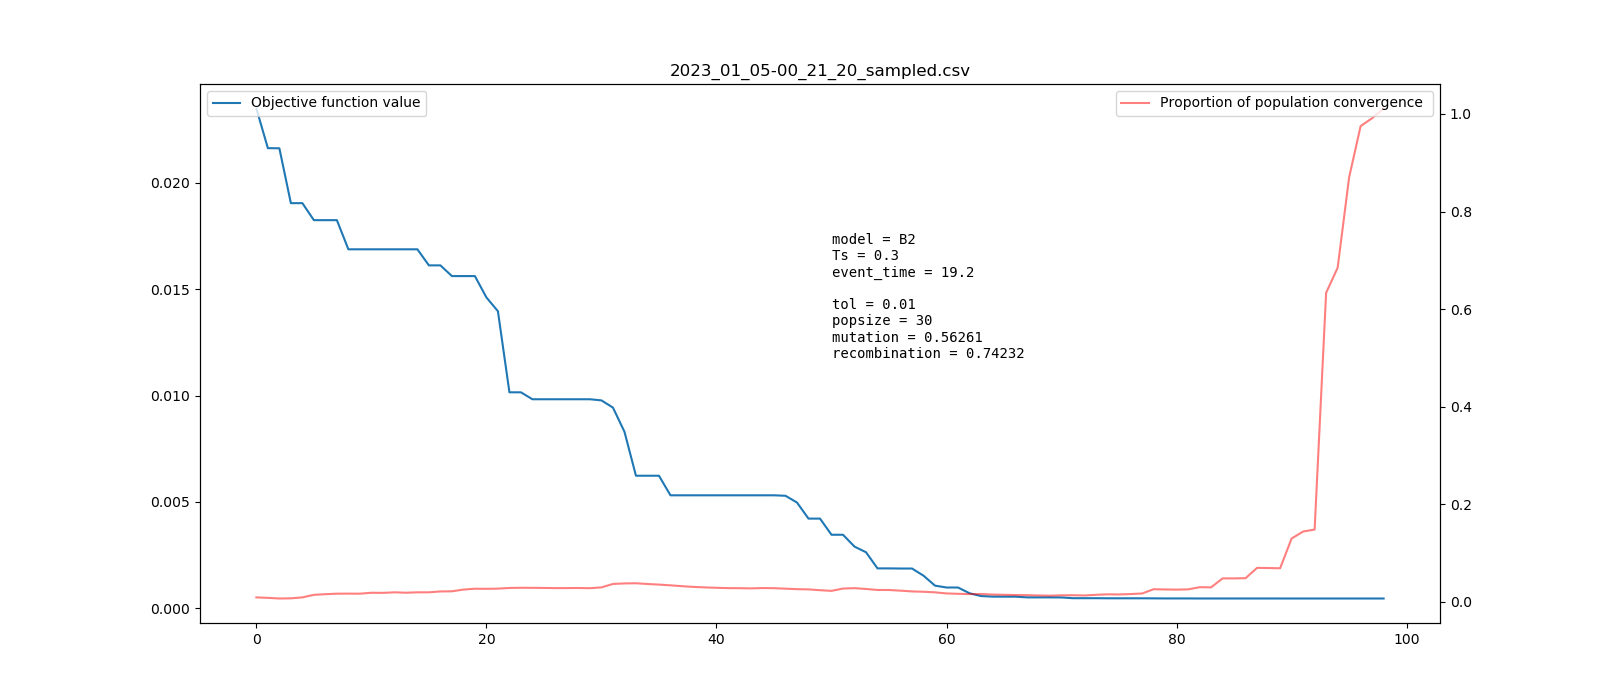 2023_01_05-00_21_20_sampled.csv
Objective function value
Proportion of population convergence
0.020
0.015
0.010
0.005
0.000
model = B2
Ts = 0.3
event_time = 19.2
tol = 0.01
popsize = 30
mutation = 0.56261
recombination = 0.74232
1.0
0.8
0.6
0.4
0.2
0.0
0 20 40 60 80 100